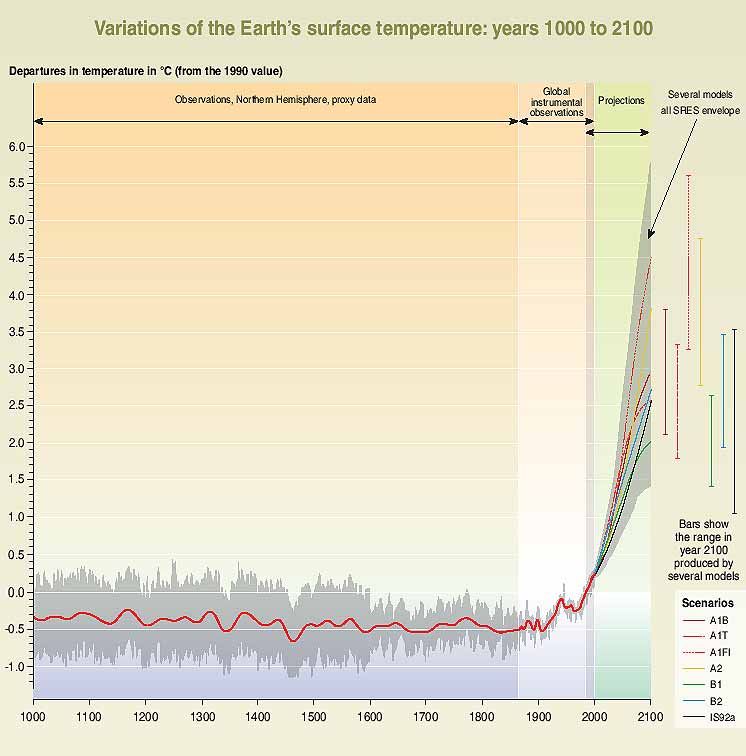 Variations of the Earth's surface temperature: years 1000 to 2100
Departures in temperature in °C (from the 1990 value)
Observations, Northern Hemisphere, proxy data
Global
instrumental
observations
Projections
Several models
all SRES envelope
6.0
5.5
5.0
4.5
4.0
3.5
3.0
2.5
2.0
1.5
1.0
0.5
0.0
-0.5
-1.0
1000 1100 1200 1300 1400 1500 1600 1700 1800 1900 2000 2100
Bars show
the range in
year 2100
produced by
several models
Scenarios
A1B
A1T
A1FI
A2
B1
B2
IS92a